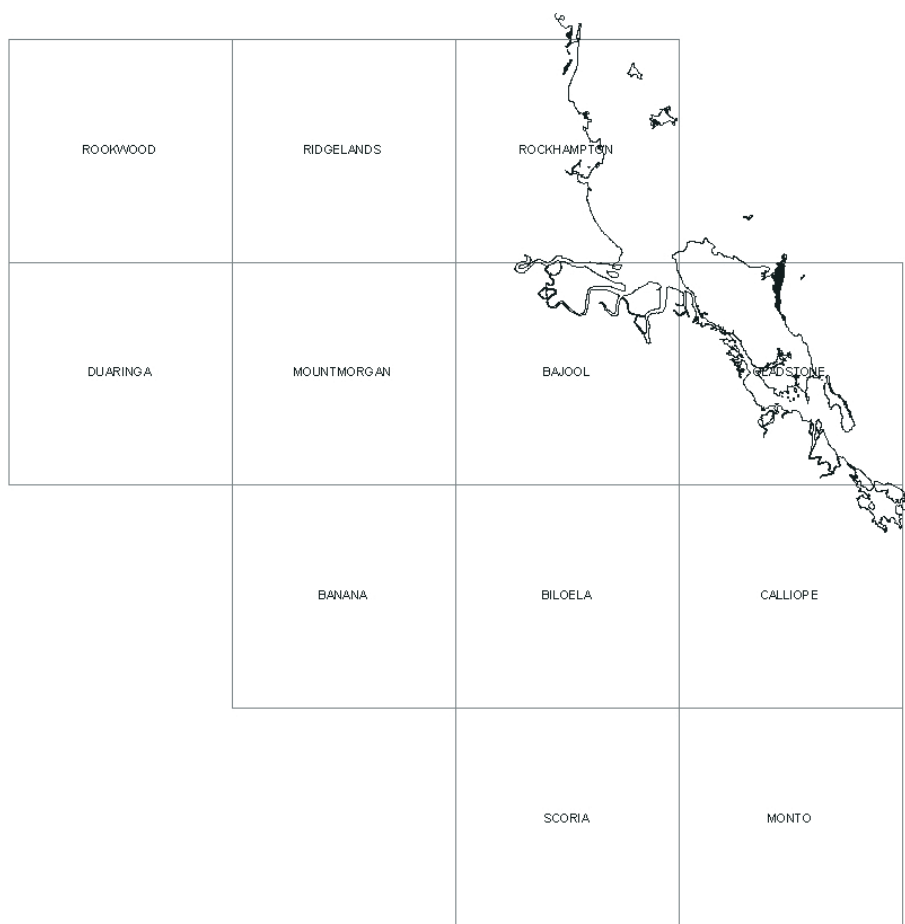 ROOKWOOD
RIDGELANDS
ROCKHAMPTON
DUARINGA
MOUNTMORGAN
BAJOOL
GLADSTONE
BANANA
BILOELA
CALLIOPE
SCORIA
MONTO